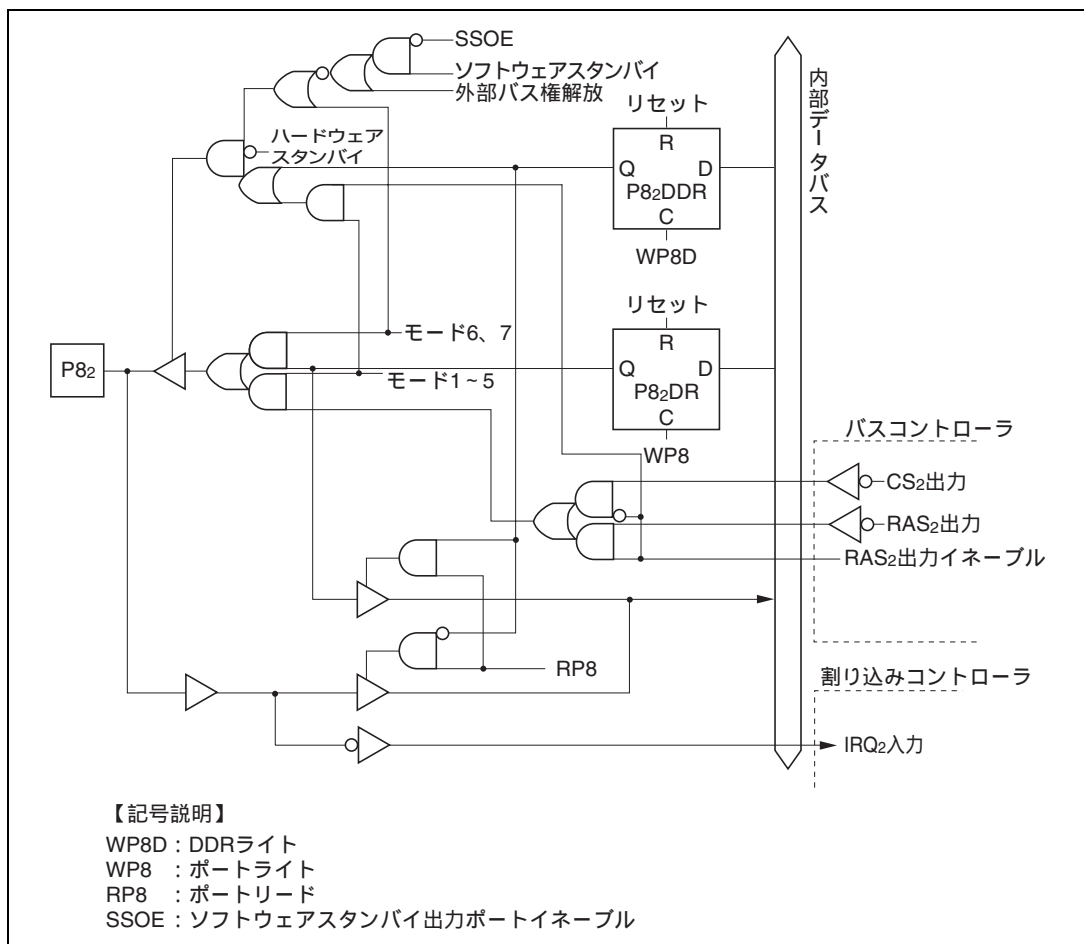 SSOE
ソフトウェアスタンバイ
外部バス権解放
ハードウェア
スタンバイ
リセット
R
Q D
P8₂DDR
C
WP8D
内部データバス
リセット
R
Q D
P8₂DR
C
WP8
モード6、7
モード1~5
P8₂
バスコントローラ
CS₂出力
RAS₂出力
RAS₂出力イネーブル
RP8
割り込みコントローラ
IRQ₂入力
【記号説明】
WP8D:DDRライト
WP8 :ポートライト
RP8 :ポートリード
SSOE:ソフトウェアスタンバイ出力ポートイネーブル